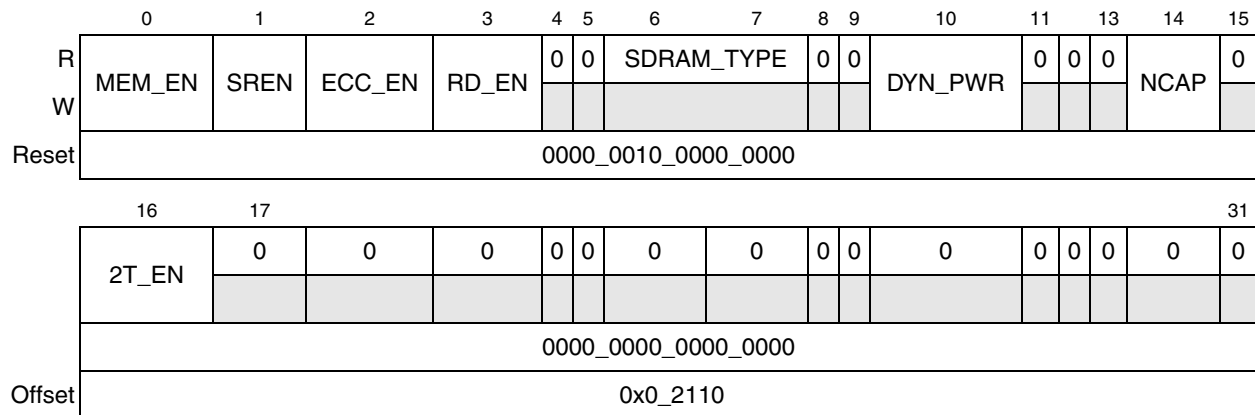 0 1 2 3 4 5 6 7 8 9 10 11 13 14 15
R MEM_EN SREN ECC_EN RD_EN 0 0 SDRAM_TYPE 0 0 DYN_PWR 0 0 0 NCAP 0
W
Reset 0000_0010_0000_0000
16 17 31
2T_EN 0 0 0 0 0 0 0 0 0 0 0 0 0 0 0
0000_0000_0000_0000
Offset 0x0_2110